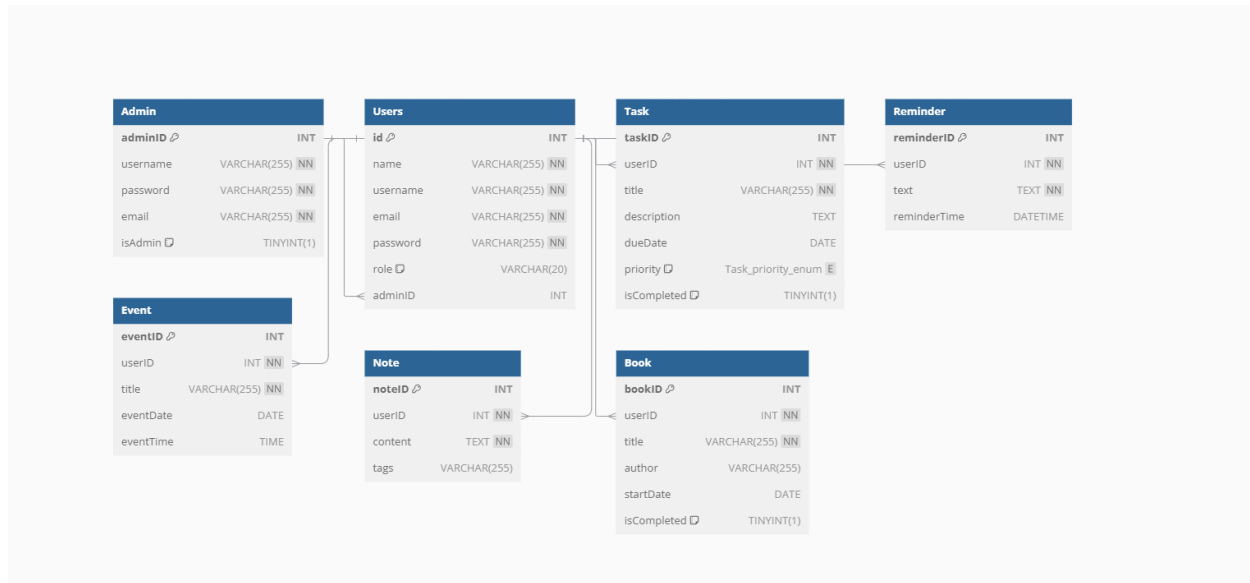 Admin
adminID INT
username VARCHAR(255) NN
password VARCHAR(255) NN
email VARCHAR(255) NN
isAdmin TINYINT(1)
Users
id INT
name VARCHAR(255) NN
username VARCHAR(255) NN
email VARCHAR(255) NN
password VARCHAR(255) NN
role VARCHAR(20)
adminID INT
Task
taskID INT
userID INT NN
title VARCHAR(255) NN
description TEXT
dueDate DATE
priority Task_priority_enum E
isCompleted TINYINT(1)
Reminder
reminderID INT
userID INT NN
text TEXT NN
reminderTime DATETIME
Event
eventID INT
userID INT NN
title VARCHAR(255) NN
eventDate DATE
eventTime TIME
Note
noteID INT
userID INT NN
content TEXT NN
tags VARCHAR(255)
Book
bookID INT
userID INT NN
title VARCHAR(255) NN
author VARCHAR(255)
startDate DATE
isCompleted TINYINT(1)